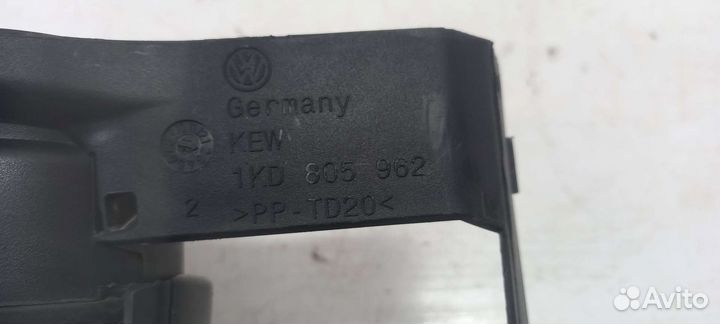 Germany
KEW
1KD 805 962
2 >PP-TD20<
Avito